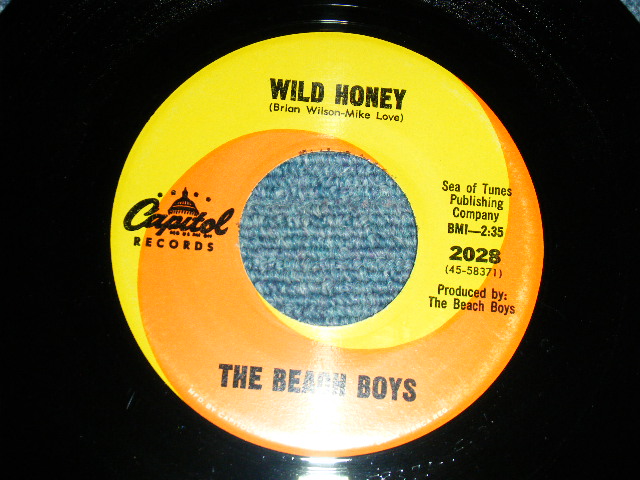 WILD HONEY
(Brian Wilson-Mike Love)
Capitol
RECORDS
Sea of Tunes
Publishing
Company
BMI—2:35
2028
(45-58371)
Produced by:
The Beach Boys
THE BEACH BOYS